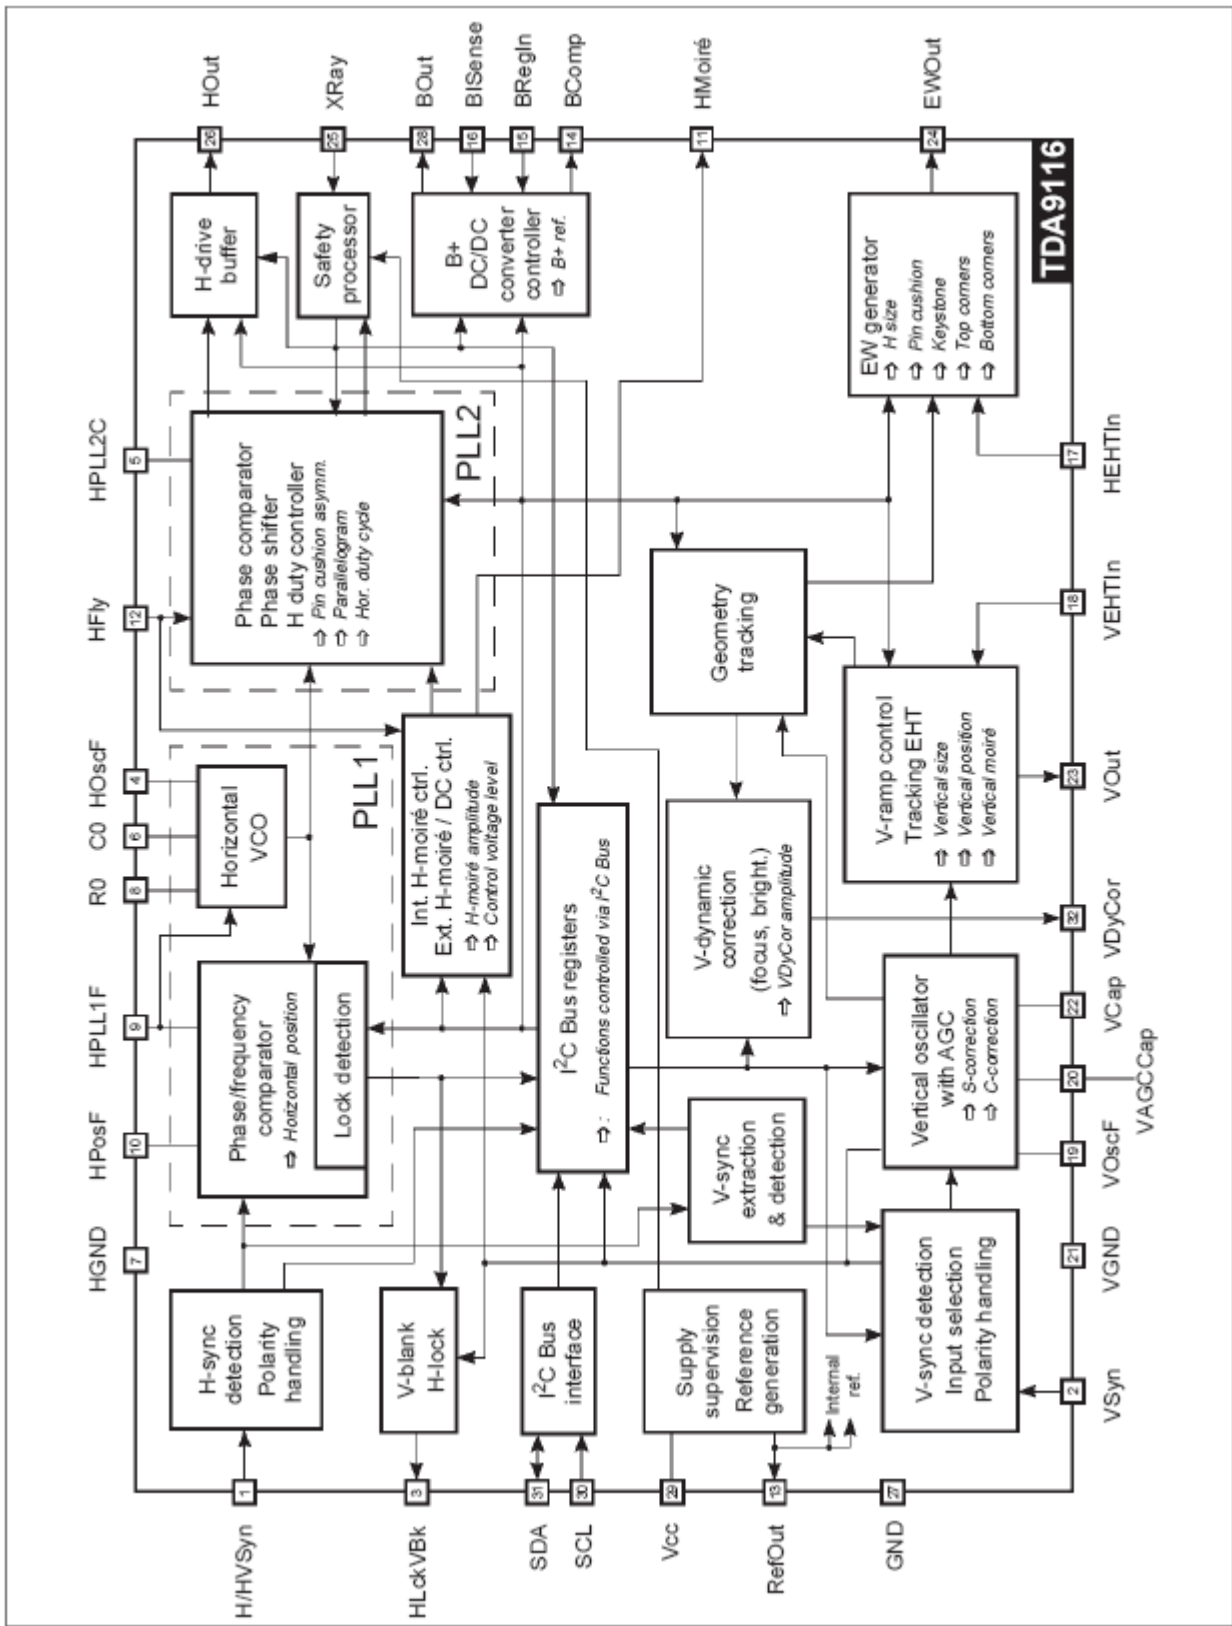 HGND
HPosF
HPLL1F
R0
C0
HOscF
HFly
HPLL2C
7
10
9
8
6
4
12
5
H/HVSyn
1
H-sync
detection
Polarity
handling
Phase/frequency
comparator
⇨ Horizontal position
Lock detection
Horizontal
VCO
PLL1
Phase comparator
Phase shifter
H duty controller
⇨ Pin cushion asymm.
⇨ Parallelogram
⇨ Hor. duty cycle
PLL2
H-drive
buffer
26
HOut
Safety
processor
25
XRay
HLckVBk
3
V-blank
H-lock
Int. H-moiré ctrl.
Ext. H-moiré / DC ctrl.
⇨ H-moiré amplitude
⇨ Control voltage level
B+
DC/DC
converter
controller
⇨ B+ ref.
28
BOut
16
BISense
15
BRegIn
14
BComp
SDA
31
SCL
30
I²C Bus
interface
I²C Bus registers
⇨ : Functions controlled via I²C Bus
11
HMoiré
Vcc
29
RefOut
13
Supply
supervision
Reference
generation
Internal
ref.
V-sync
extraction
& detection
V-dynamic
correction
(focus, bright.)
⇨ VDyCor amplitude
Geometry
tracking
GND
27
V-sync detection
Input selection
Polarity handling
Vertical oscillator
with AGC
⇨ S-correction
⇨ C-correction
V-ramp control
Tracking EHT
⇨ Vertical size
⇨ Vertical position
⇨ Vertical moiré
EW generator
⇨ H size
⇨ Pin cushion
⇨ Keystone
⇨ Top corners
⇨ Bottom corners
24
EWOut
TDA9116
2
21
19
20
22
32
23
18
17
VSyn
VGND
VOscF
VAGCCap
VCap
VDyCor
VOut
VEHTIn
HEHTIn